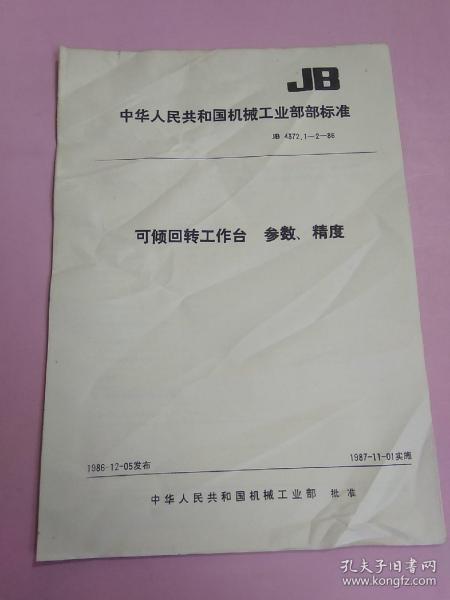 JB
中华人民共和国机械工业部部标准
JB 4372.1—2—86
可倾回转工作台 参数、精度
1986-12-05发布
1987-11-01实施
中华人民共和国机械工业部 批准
孔夫子旧书网
www.kongfz.com